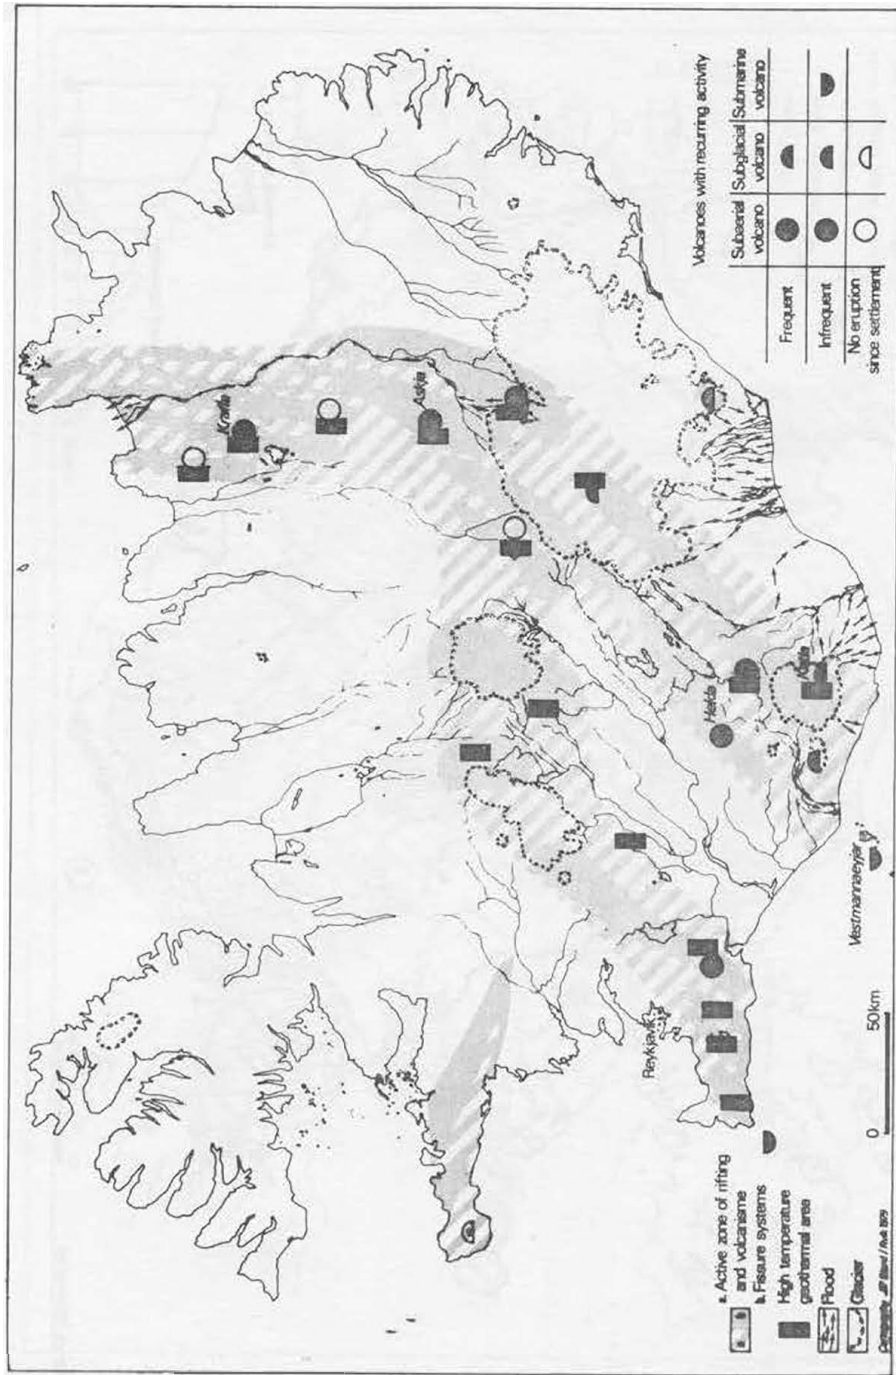 Krafla
Askja
Hekla
Katla
Vestmannaeyjar
Reykjavik
0
50km
Volcanoes with recurring activity
Subaerial volcano
Subglacial volcano
Submarine volcano
Frequent
Infrequent
No eruption since settlement
a. Active zone of rifting
and volcanisme
b. Fissure systems
High temperature
geothermal area
Flood
Glacier